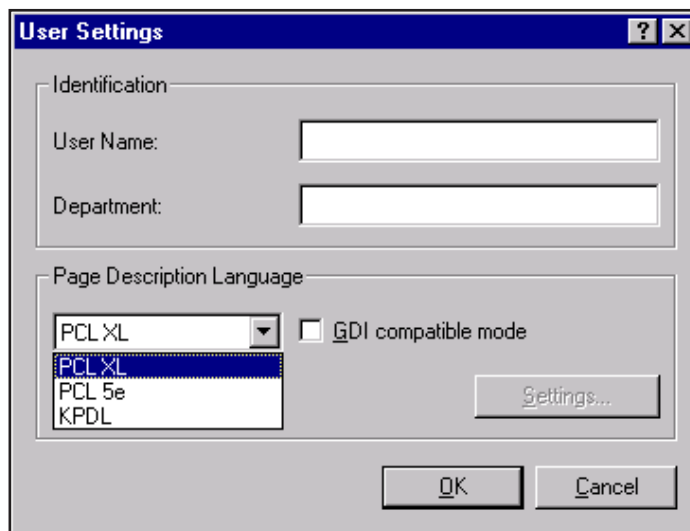 User Settings
Identification
User Name:
Department:
Page Description Language
PCL XL
GDI compatible mode
PCL XL
PCL 5e
KPDL
Settings...
OK
Cancel